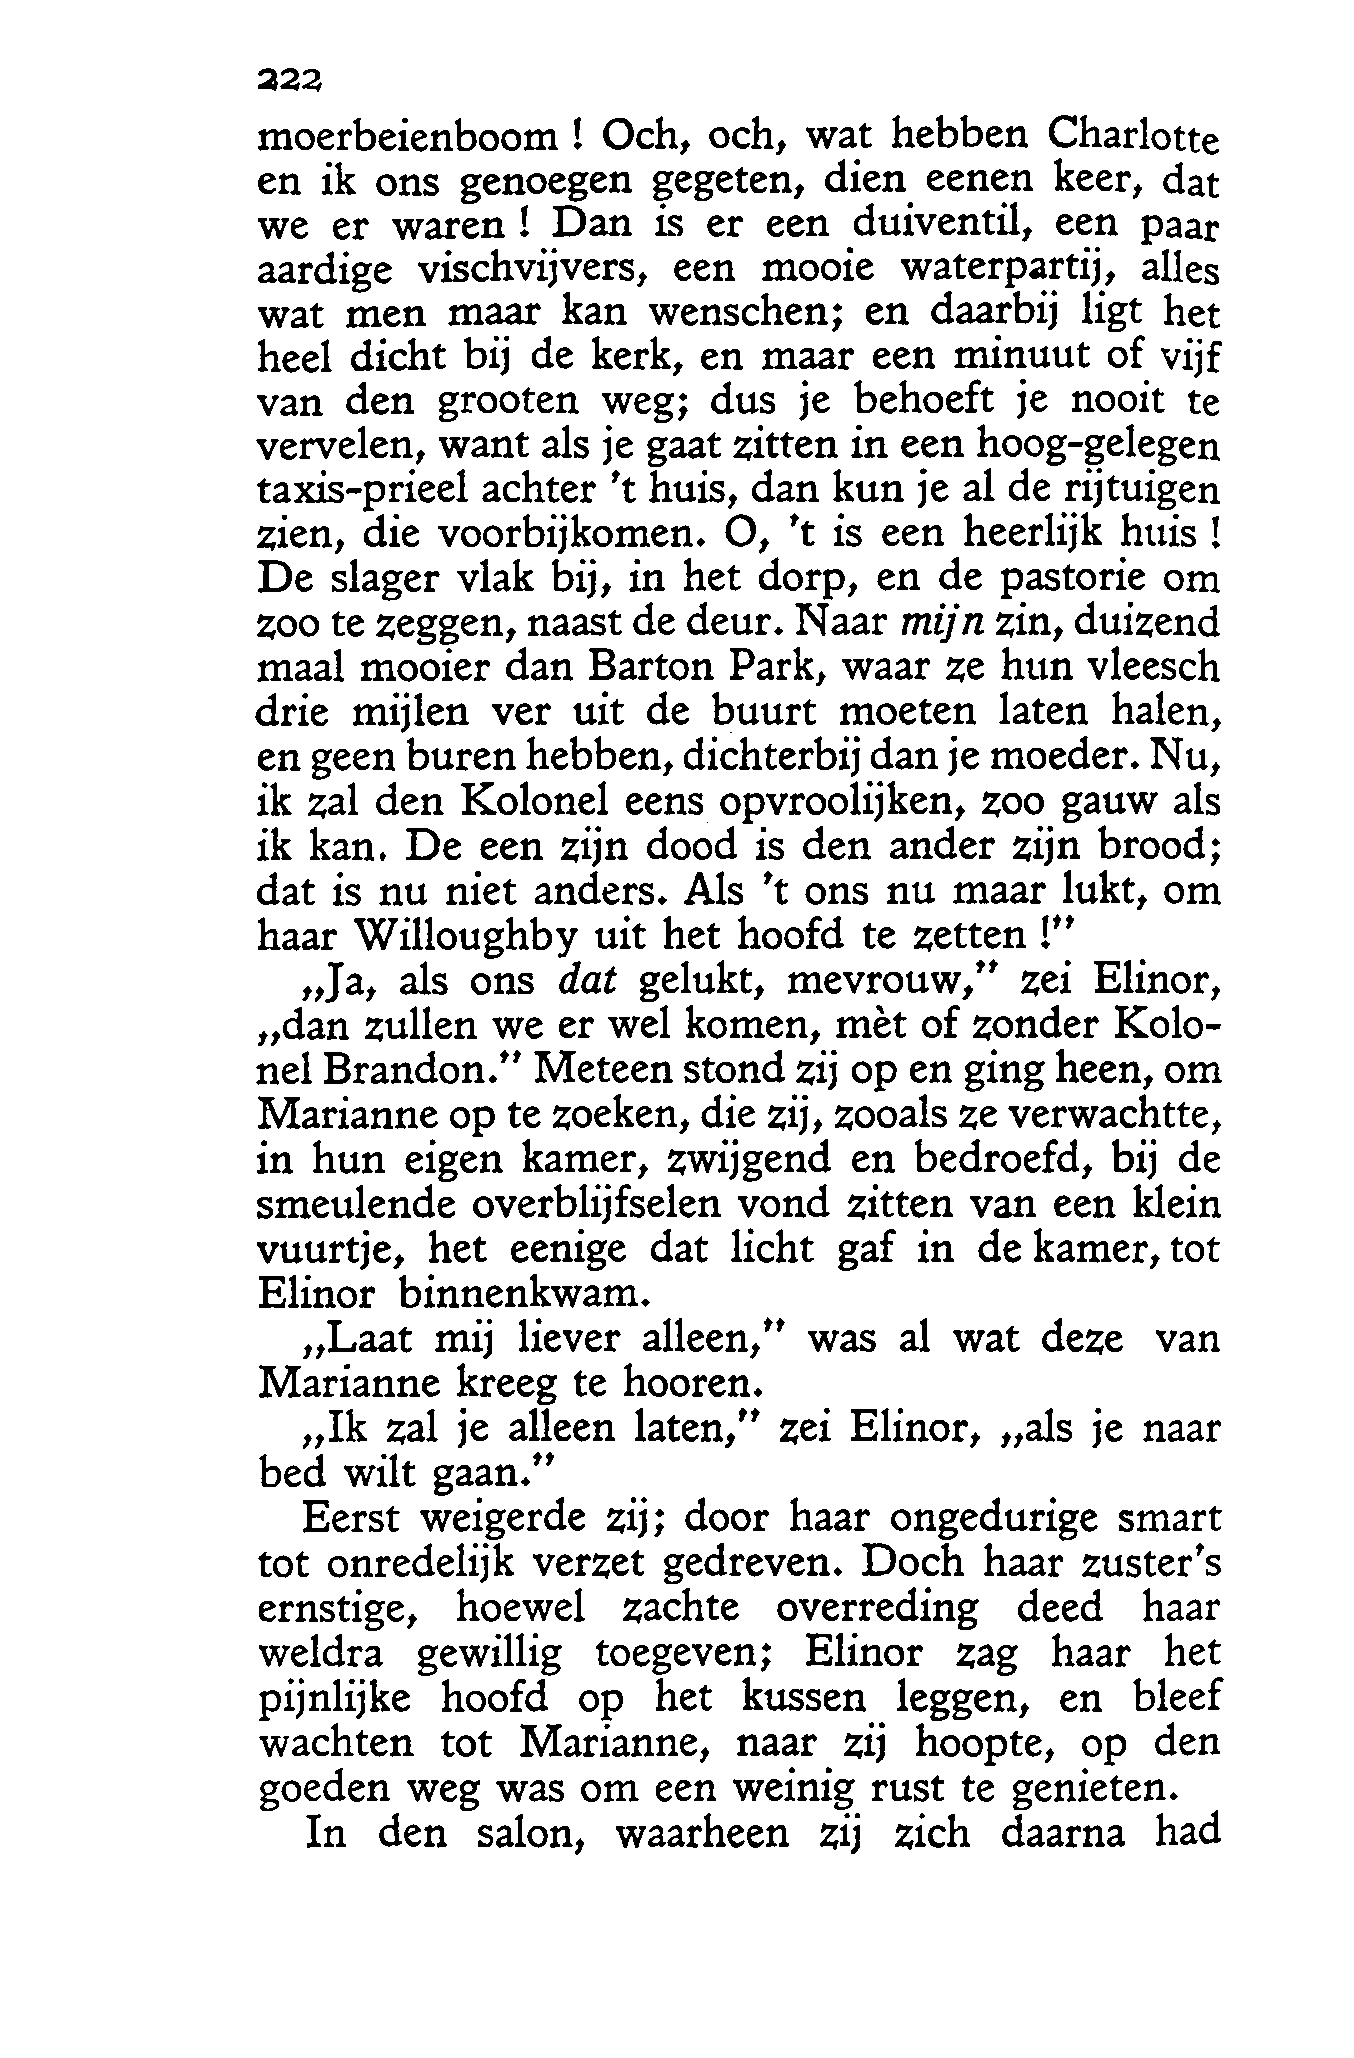 222
moerbeienboom ! Och, och, wat hebben Charlotte
en ik ons genoegen gegeten, dien eenen keer, dat
we er waren ! Dan is er een duiventil, een paar
aardige vischvijvers, een mooie waterpartij, alles
wat men maar kan wenschen; en daarbij ligt het
heel dicht bij de kerk, en maar een minuut of vijf
van den grooten weg; dus je behoeft je nooit te
vervelen, want als je gaat zitten in een hoog-gelegen
taxis-prieel achter 't huis, dan kun je al de rijtuigen
zien, die voorbijkomen. O, 't is een heerlijk huis !
De slager vlak bij, in het dorp, en de pastorie om
zoo te zeggen, naast de deur. Naar mijn zin, duizend
maal mooier dan Barton Park, waar ze hun vleesch
drie mijlen ver uit de buurt moeten laten halen,
en geen buren hebben, dichterbij dan je moeder. Nu,
ik zal den Kolonel eens opvroolijken, zoo gauw als
ik kan. De een zijn dood is den ander zijn brood;
dat is nu niet anders. Als 't ons nu maar lukt, om
haar Willoughby uit het hoofd te zetten !"
„Ja, als ons dat gelukt, mevrouw," zei Elinor,
„dan zullen we er wel komen, mèt of zonder Kolo-
nel Brandon." Meteen stond zij op en ging heen, om
Marianne op te zoeken, die zij, zooals ze verwachtte,
in hun eigen kamer, zwijgend en bedroefd, bij de
smeulende overblijfselen vond zitten van een klein
vuurtje, het eenige dat licht gaf in de kamer, tot
Elinor binnenkwam.
„Laat mij liever alleen," was al wat deze van
Marianne kreeg te hooren.
„Ik zal je alleen laten," zei Elinor, „als je naar
bed wilt gaan."
Eerst weigerde zij; door haar ongedurige smart
tot onredelijk verzet gedreven. Doch haar zuster's
ernstige, hoewel zachte overreding deed haar
weldra gewillig toegeven; Elinor zag haar het
pijnlijke hoofd op het kussen leggen, en bleef
wachten tot Marianne, naar zij hoopte, op den
goeden weg was om een weinig rust te genieten.
In den salon, waarheen zij zich daarna had